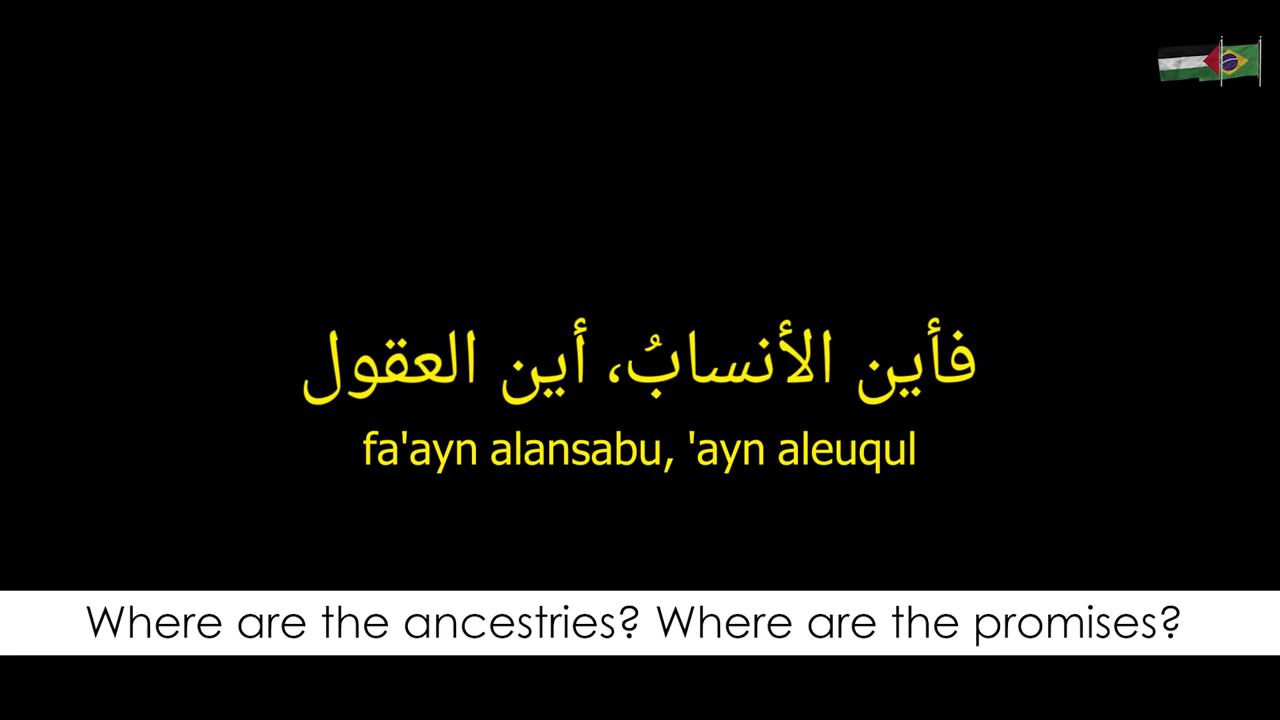 فأين الأنسابُ، أين العقول
fa'ayn alansabu, 'ayn aleuqul
Where are the ancestries? Where are the promises?